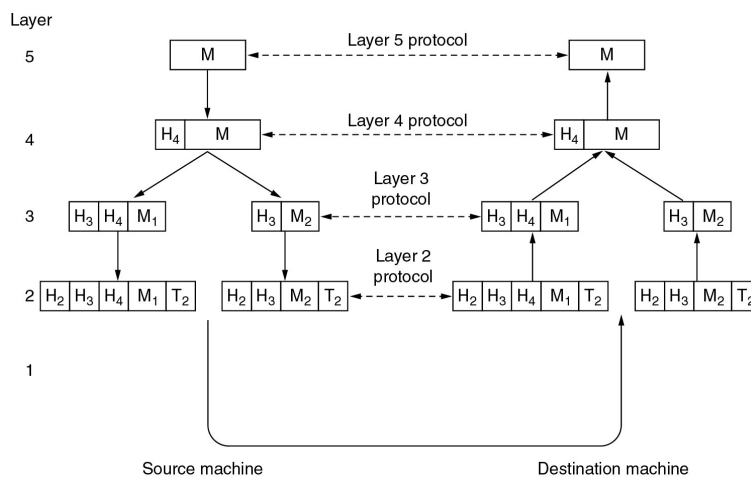 Layer
5 M Layer 5 protocol M
4 H4 M Layer 4 protocol H4 M
Layer 3
protocol
3 H3 H4 M1 H3 M2 H3 H4 M1 H3 M2
Layer 2
protocol
2 H2 H3 H4 M1 T2 H2 H3 M2 T2 H2 H3 H4 M1 T2 H2 H3 M2 T2
1
Source machine Destination machine